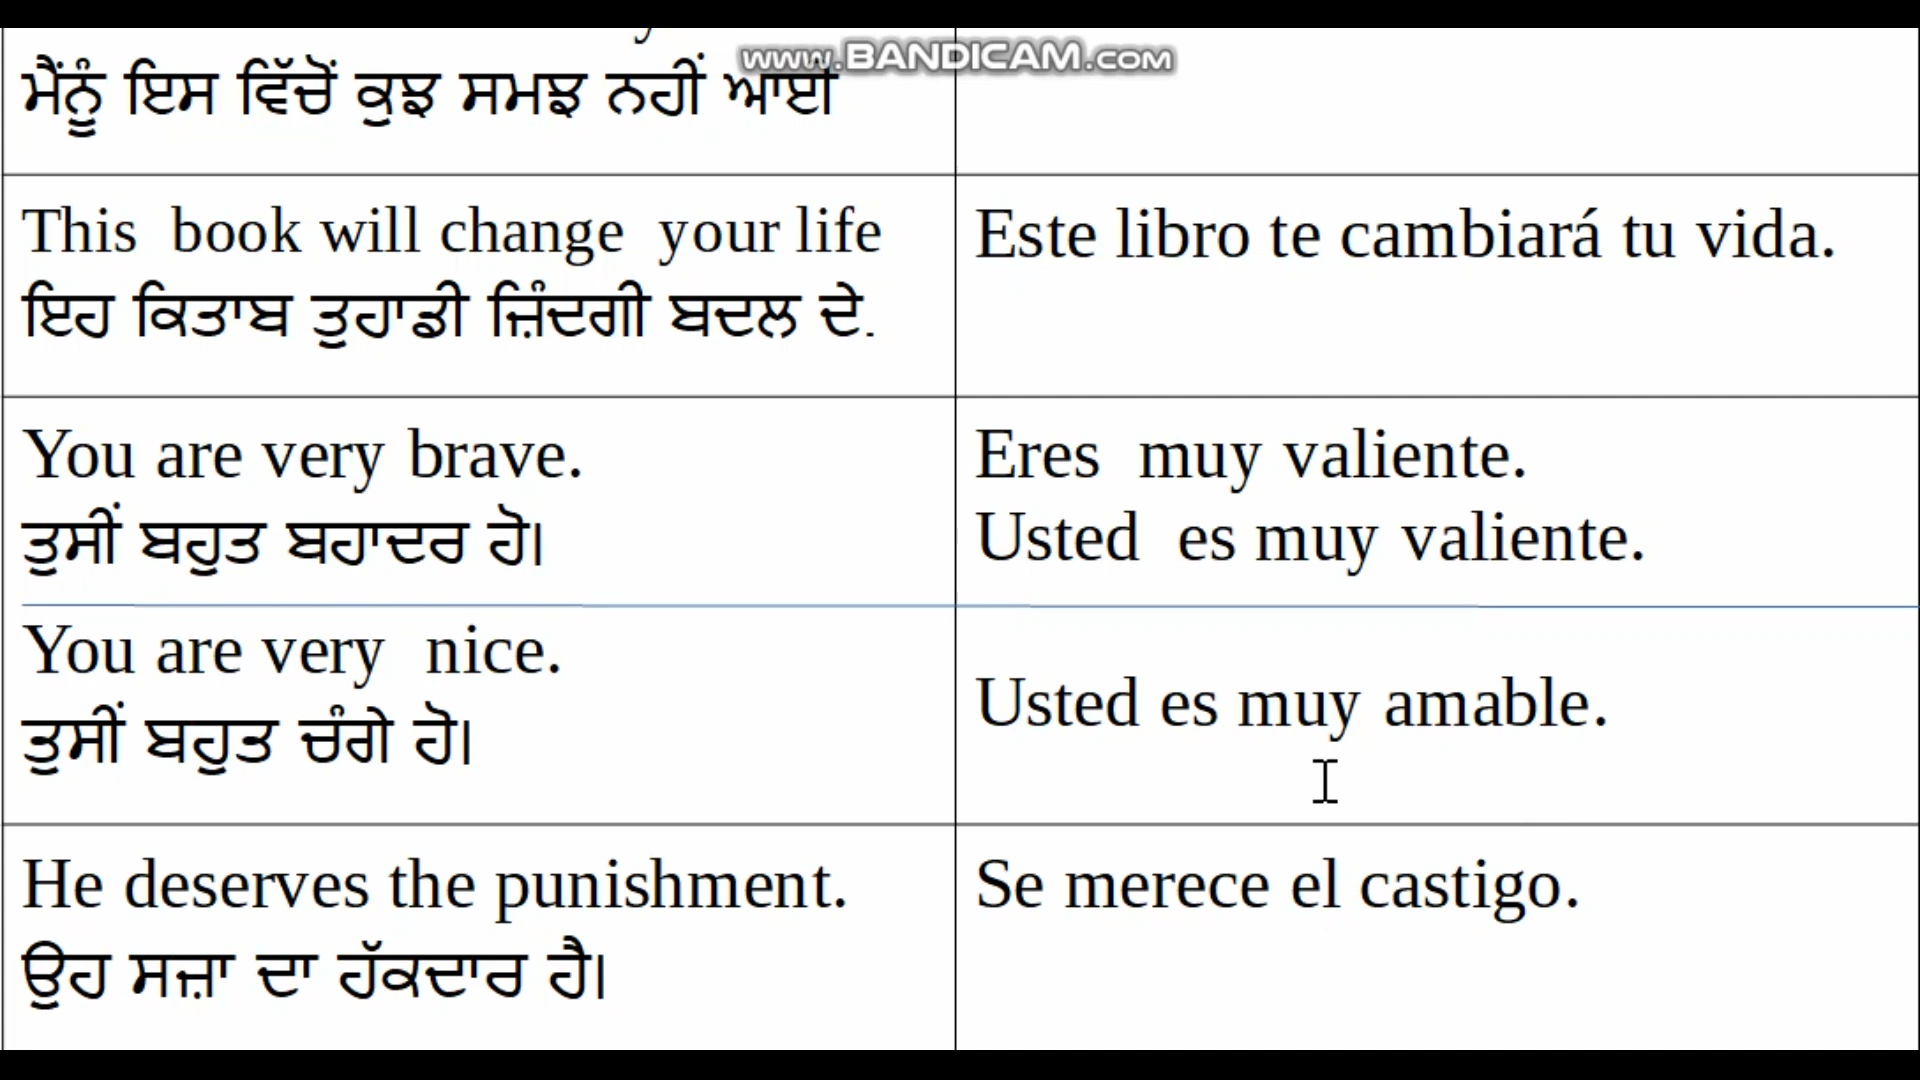 www.BANDICAM.com
ਮੈਨੂੰ ਇਸ ਵਿੱਚੋਂ ਕੁਝ ਸਮਝ ਨਹੀਂ ਆਈ
This book will change your life
ਇਹ ਕਿਤਾਬ ਤੁਹਾਡੀ ਜ਼ਿੰਦਗੀ ਬਦਲ ਦੇ.
Este libro te cambiará tu vida.
You are very brave.
ਤੁਸੀਂ ਬਹੁਤ ਬਹਾਦਰ ਹੋ।
Eres muy valiente.
Usted es muy valiente.
You are very nice.
ਤੁਸੀਂ ਬਹੁਤ ਚੰਗੇ ਹੋ।
Usted es muy amable.
He deserves the punishment.
ਉਹ ਸਜ਼ਾ ਦਾ ਹੱਕਦਾਰ ਹੈ।
Se merece el castigo.